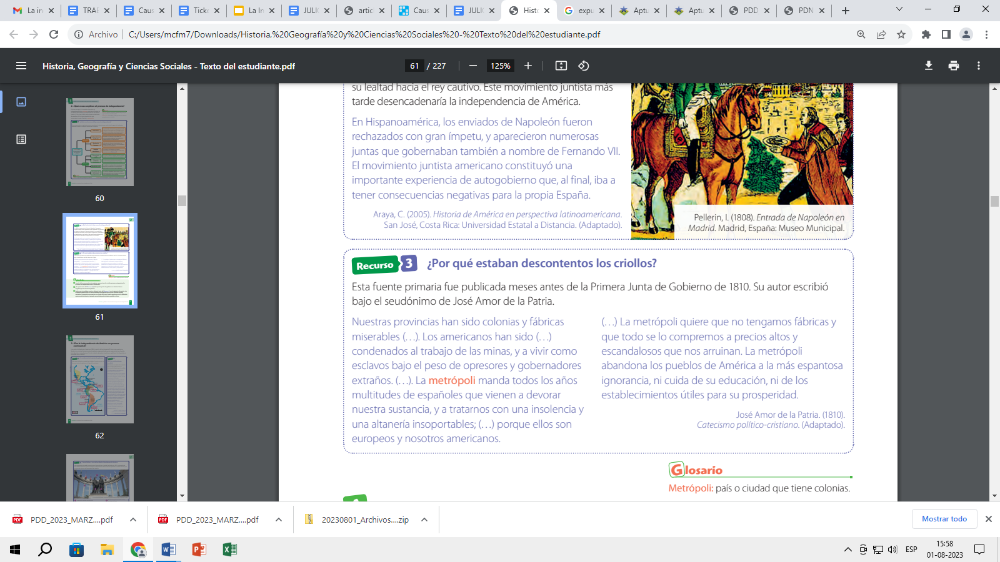 La in
TRAE
Caus
Ticke
La In
JULIO
artic
Caus
JULIO
Histo
expu
Aptu
Aptu
PDD
PDN
Archivo
C:/Users/mcfm7/Downloads/Historia,%20Geografía%20y%20Ciencias%20Sociales%20-%20Texto%20del%20estudiante.pdf
Historia, Geografía y Ciencias Sociales - Texto del estudiante.pdf
61 / 227
125%
60
61
62
su lealtad hacia el rey cautivo. Este movimiento juntista más
tarde desencadenaría la independencia de América.
En Hispanoamérica, los enviados de Napoleón fueron
rechazados con gran ímpetu, y aparecieron numerosas
juntas que gobernaban también a nombre de Fernando VII.
El movimiento juntista americano constituyó una
importante experiencia de autogobierno que, al final, iba a
tener consecuencias negativas para la propia España.
Araya, C. (2005). Historia de América en perspectiva latinoamericana.
San José, Costa Rica: Universidad Estatal a Distancia. (Adaptado).
Pellerin, I. (1808). Entrada de Napoleón en
Madrid. Madrid, España: Museo Municipal.
Recurso 3 ¿Por qué estaban descontentos los criollos?
Esta fuente primaria fue publicada meses antes de la Primera Junta de Gobierno de 1810. Su autor escribió
bajo el seudónimo de José Amor de la Patria.
Nuestras provincias han sido colonias y fábricas
miserables (…). Los americanos han sido (…)
condenados al trabajo de las minas, y a vivir como
esclavos bajo el peso de opresores y gobernadores
extraños. (…). La metrópoli manda todos los años
multitudes de españoles que vienen a devorar
nuestra sustancia, y a tratarnos con una insolencia y
una altanería insoportables; (…) porque ellos son
europeos y nosotros americanos.
(…) La metrópoli quiere que no tengamos fábricas y
que todo se lo compremos a precios altos y
escandalosos que nos arruinan. La metrópoli
abandona los pueblos de América a la más espantosa
ignorancia, ni cuida de su educación, ni de los
establecimientos útiles para su prosperidad.
José Amor de la Patria. (1810).
Catecismo político-cristiano. (Adaptado).
Glosario
Metrópoli: país o ciudad que tiene colonias.
PDD_2023_MARZ....pdf
PDD_2023_MARZ....pdf
20230801_Archivos....zip
Mostrar todo
ESP
15:58
01-08-2023